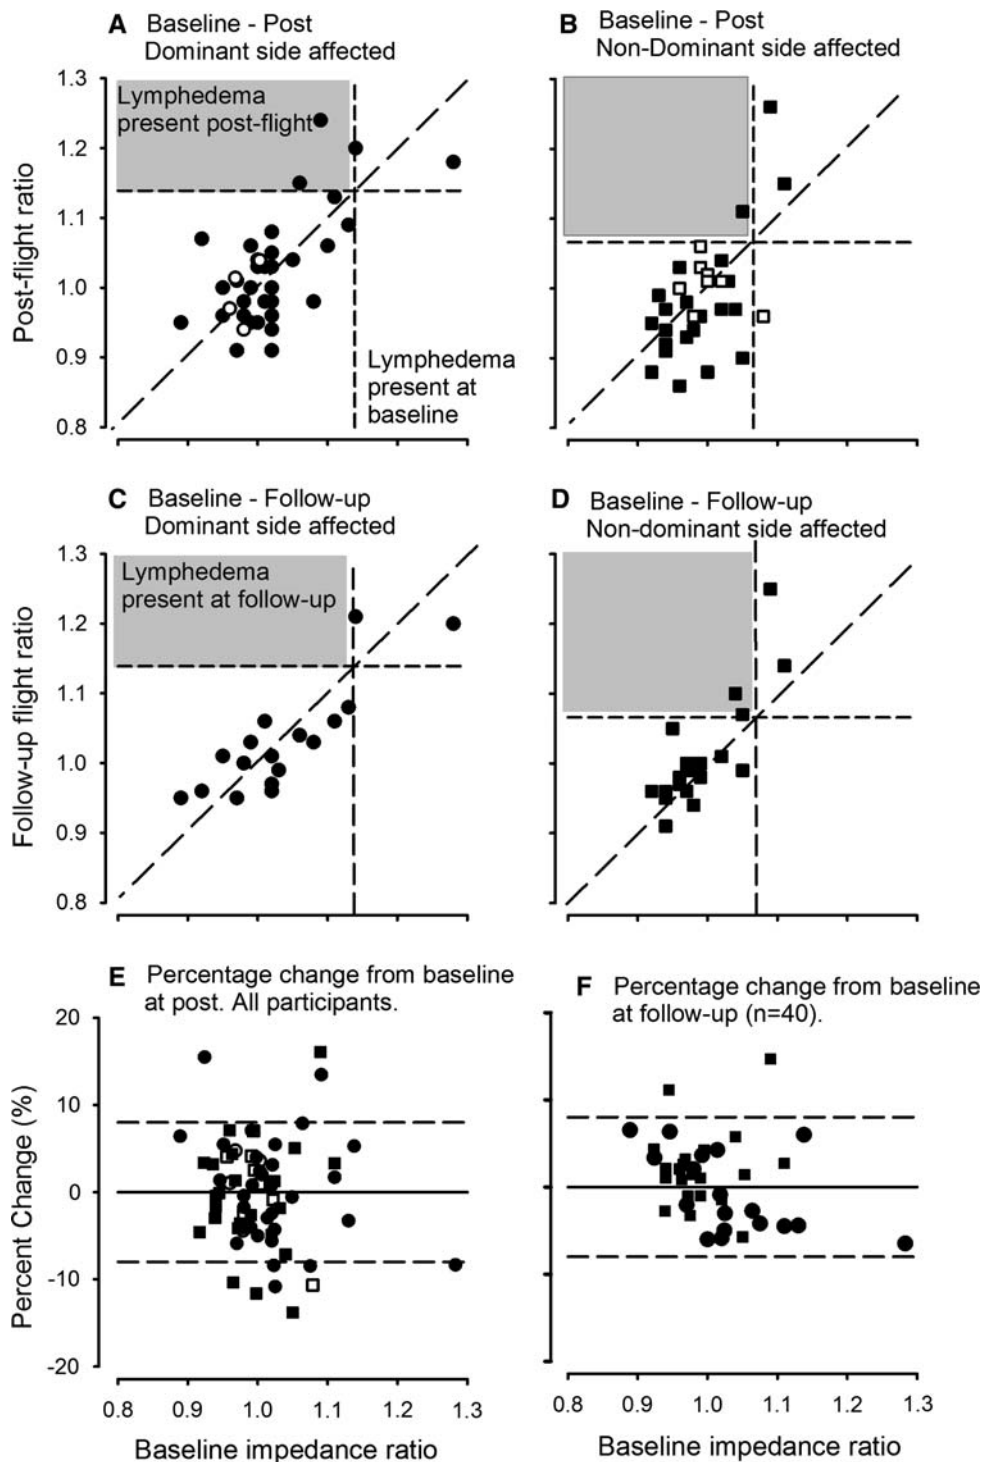 A Baseline - Post
Dominant side affected
B Baseline - Post
Non-Dominant side affected
1.3
1.2
1.1
1.0
0.9
0.8
Post-flight ratio
Lymphedema
present post-flight
Lymphedema
present at
baseline
C Baseline - Follow-up
Dominant side affected
D Baseline - Follow-up
Non-dominant side affected
1.3
1.2
1.1
1.0
0.9
0.8
Follow-up flight ratio
Lymphedema
present at follow-up
E Percentage change from baseline
at post. All participants.
F Percentage change from baseline
at follow-up (n=40).
20
10
0
-10
-20
Percent Change (%)
0.8 0.9 1.0 1.1 1.2 1.3
Baseline impedance ratio
0.8 0.9 1.0 1.1 1.2 1.3
Baseline impedance ratio